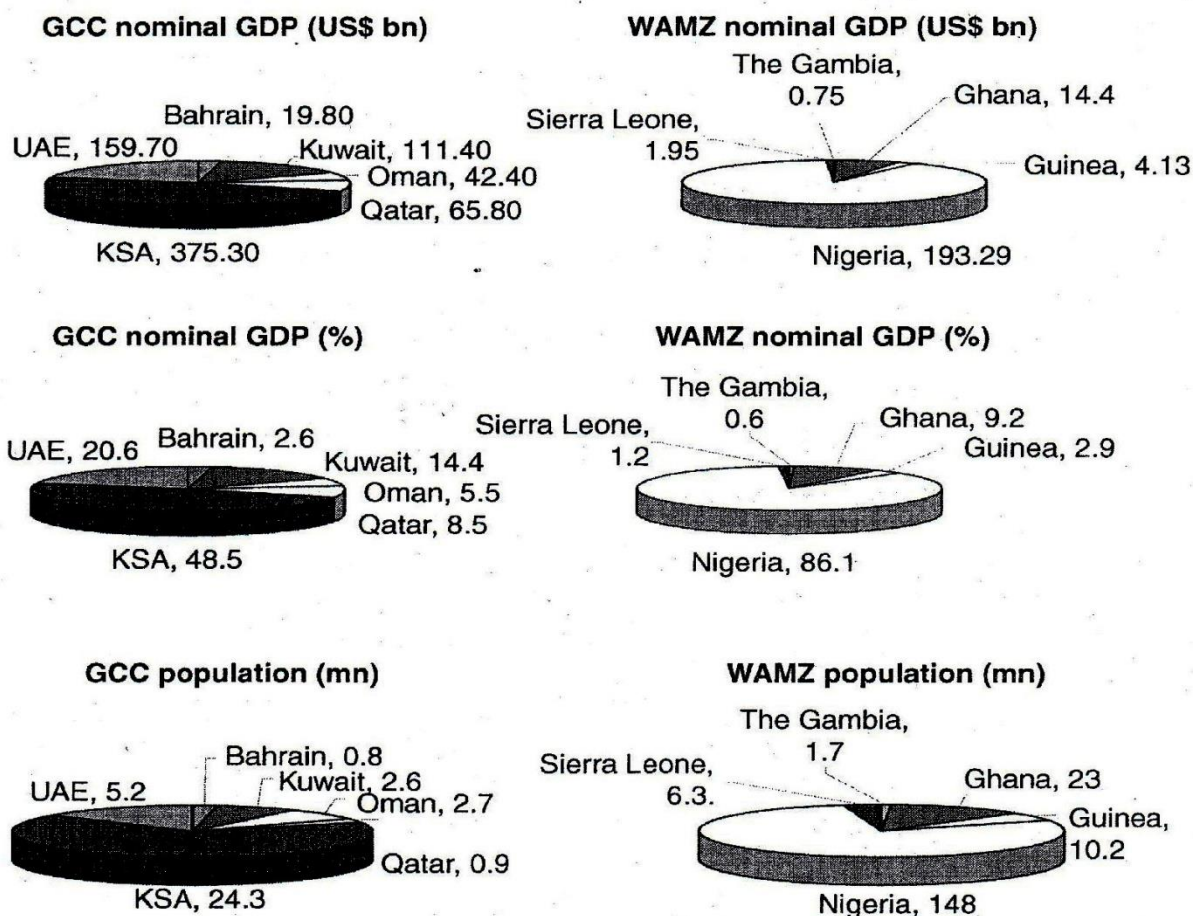 GCC nominal GDP (US$ bn)
Bahrain, 19.80
UAE, 159.70
Kuwait, 111.40
Oman, 42.40
Qatar, 65.80
KSA, 375.30
WAMZ nominal GDP (US$ bn)
The Gambia,
0.75
Ghana, 14.4
Sierra Leone,
1.95
Guinea, 4.13
Nigeria, 193.29
GCC nominal GDP (%)
UAE, 20.6
Bahrain, 2.6
Kuwait, 14.4
Oman, 5.5
Qatar, 8.5
KSA, 48.5
WAMZ nominal GDP (%)
The Gambia,
0.6
Ghana, 9.2
Sierra Leone,
1.2
Guinea, 2.9
Nigeria, 86.1
GCC population (mn)
Bahrain, 0.8
UAE, 5.2
Kuwait, 2.6
Oman, 2.7
Qatar, 0.9
KSA, 24.3
WAMZ population (mn)
The Gambia,
1.7
Sierra Leone,
6.3.
Ghana, 23
Guinea,
10.2
Nigeria, 148